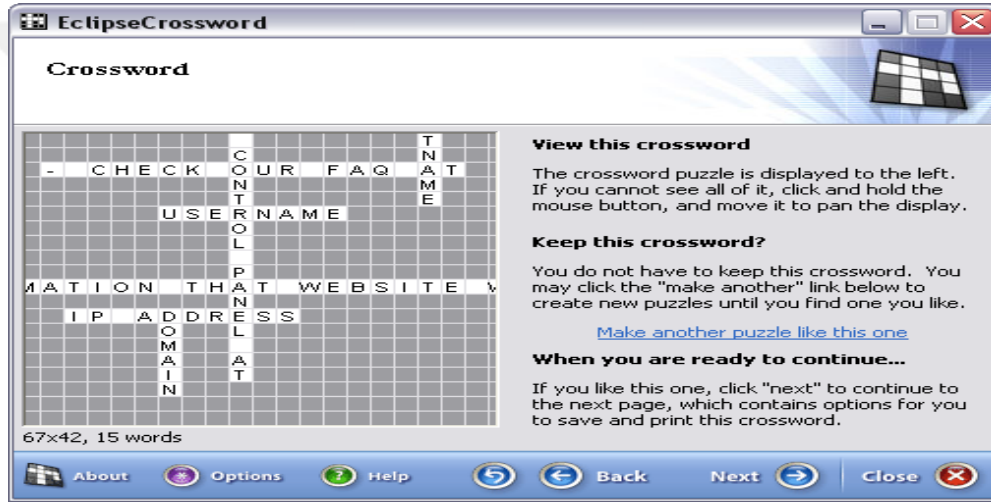 EclipseCrossword
Crossword
- CHECK OUR FAQ AT
TNAME
CONTROL PANEL AT
USERNAME
MATION THAT WEBSITE
IP ADDRESS
DOMAIN
67x42, 15 words
View this crossword
The crossword puzzle is displayed to the left.
If you cannot see all of it, click and hold the
mouse button, and move it to pan the display.
Keep this crossword?
You do not have to keep this crossword. You
may click the "make another" link below to
create new puzzles until you find one you like.
Make another puzzle like this one
When you are ready to continue...
If you like this one, click "next" to continue to
the next page, which contains options for you
to save and print this crossword.
About Options Help Back Next Close